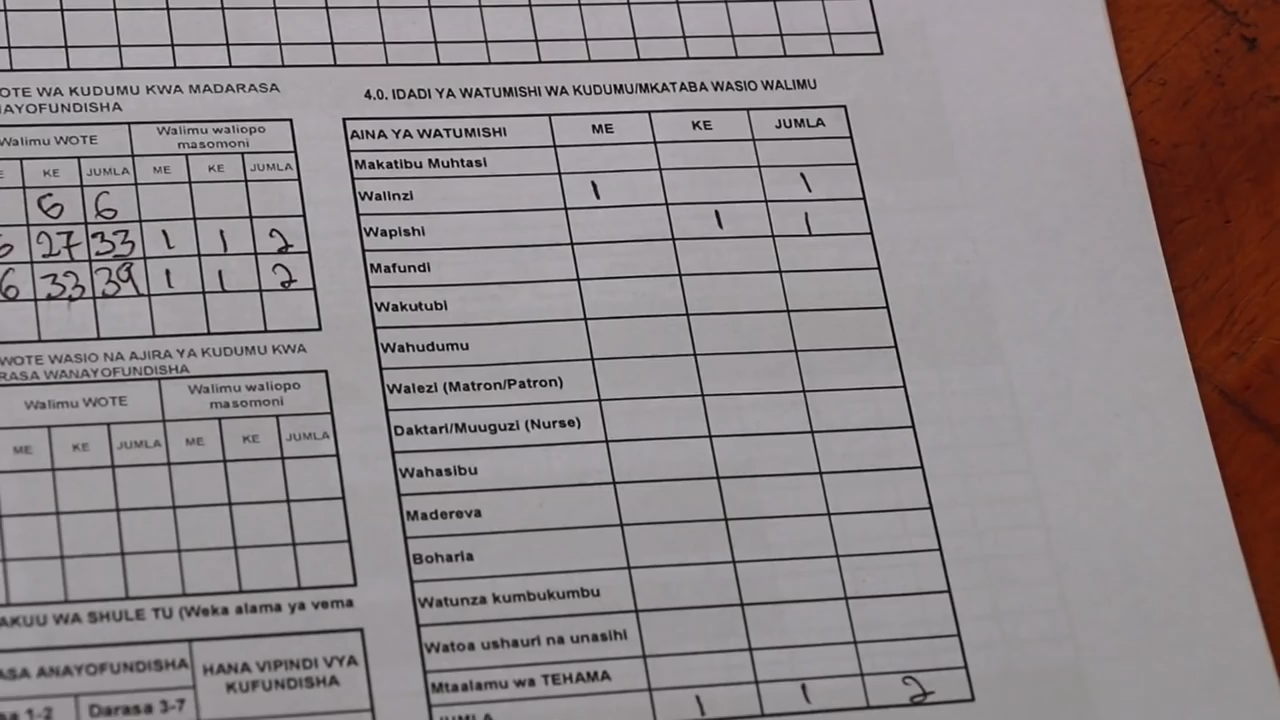 OTE WA KUDUMU KWA MADARASA
NAYOFUNDISHA
Walimu WOTE Walimu waliopo masomoni
KE JUMLA ME KE JUMLA
6 6
27 33 1 1 2
6 33 39 1 1 2
WOTE WASIO NA AJIRA YA KUDUMU KWA
RASA WANAYOFUNDISHA
Walimu WOTE Walimu waliopo masomoni
ME KE JUMLA ME KE JUMLA
AKUU WA SHULE TU (Weka alama ya vema
ASA ANAYOFUNDISHA HANA VIPINDI VYA KUFUNDISHA
sa 1-2 Darasa 3-7
4.0. IDADI YA WATUMISHI WA KUDUMU/MKATABA WASIO WALIMU
AINA YA WATUMISHI ME KE JUMLA
Makatibu Muhtasi
Walinzi 1 1
Wapishi 1 1
Mafundi
Wakutubi
Wahudumu
Walezi (Matron/Patron)
Daktari/Muuguzi (Nurse)
Wahasibu
Madereva
Boharia
Watunza kumbukumbu
Watoa ushauri na unasihi
Mtaalamu wa TEHAMA
JUMLA 1 1 2